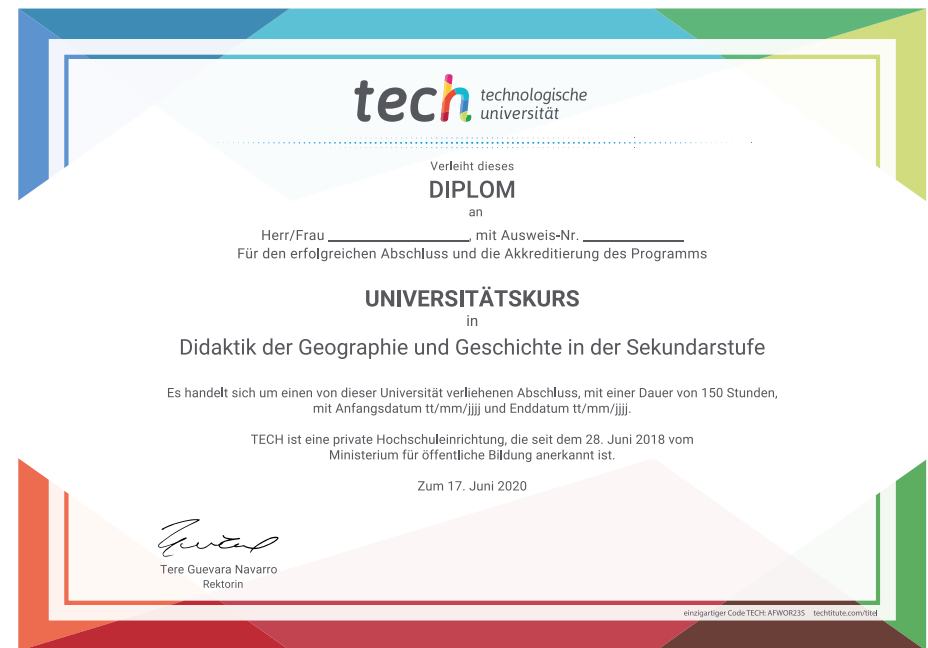 tech technologische
universität
Verleiht dieses
DIPLOM
an
Herr/Frau ____________________, mit Ausweis-Nr. ______________
Für den erfolgreichen Abschluss und die Akkreditierung des Programms
UNIVERSITÄTSKURS
in
Didaktik der Geographie und Geschichte in der Sekundarstufe
Es handelt sich um einen von dieser Universität verliehenen Abschluss, mit einer Dauer von 150 Stunden,
mit Anfangsdatum tt/mm/jjjj und Enddatum tt/mm/jjjj.
TECH ist eine private Hochschuleinrichtung, die seit dem 28. Juni 2018 vom
Ministerium für öffentliche Bildung anerkannt ist.
Zum 17. Juni 2020
Tere Guevara Navarro
Rektorin
einzigartiger Code TECH: AFWOR23S techtitute.com/titel